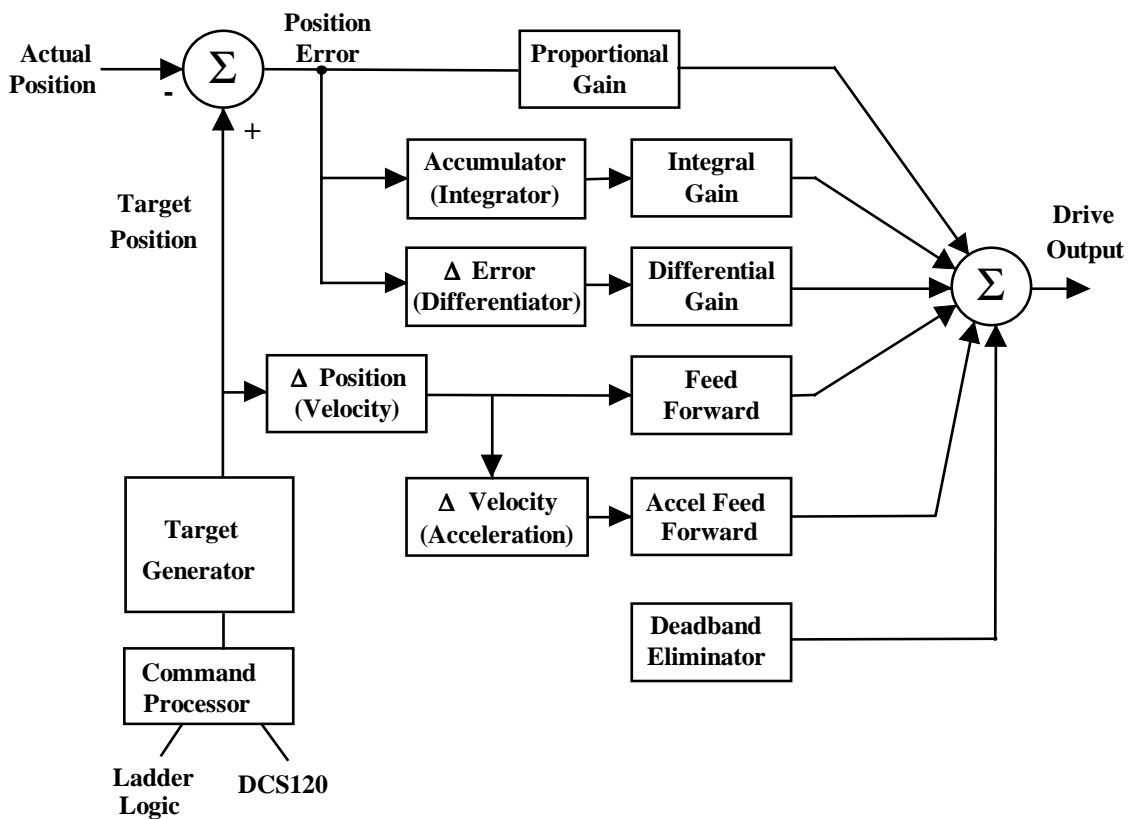 Position
Error
Actual
Position
Σ
-
+
Proportional
Gain
Accumulator
(Integrator)
Integral
Gain
Target
Position
Δ Error
(Differentiator)
Differential
Gain
Drive
Output
Σ
Δ Position
(Velocity)
Feed
Forward
Δ Velocity
(Acceleration)
Accel Feed
Forward
Target
Generator
Deadband
Eliminator
Command
Processor
Ladder
Logic
DCS120